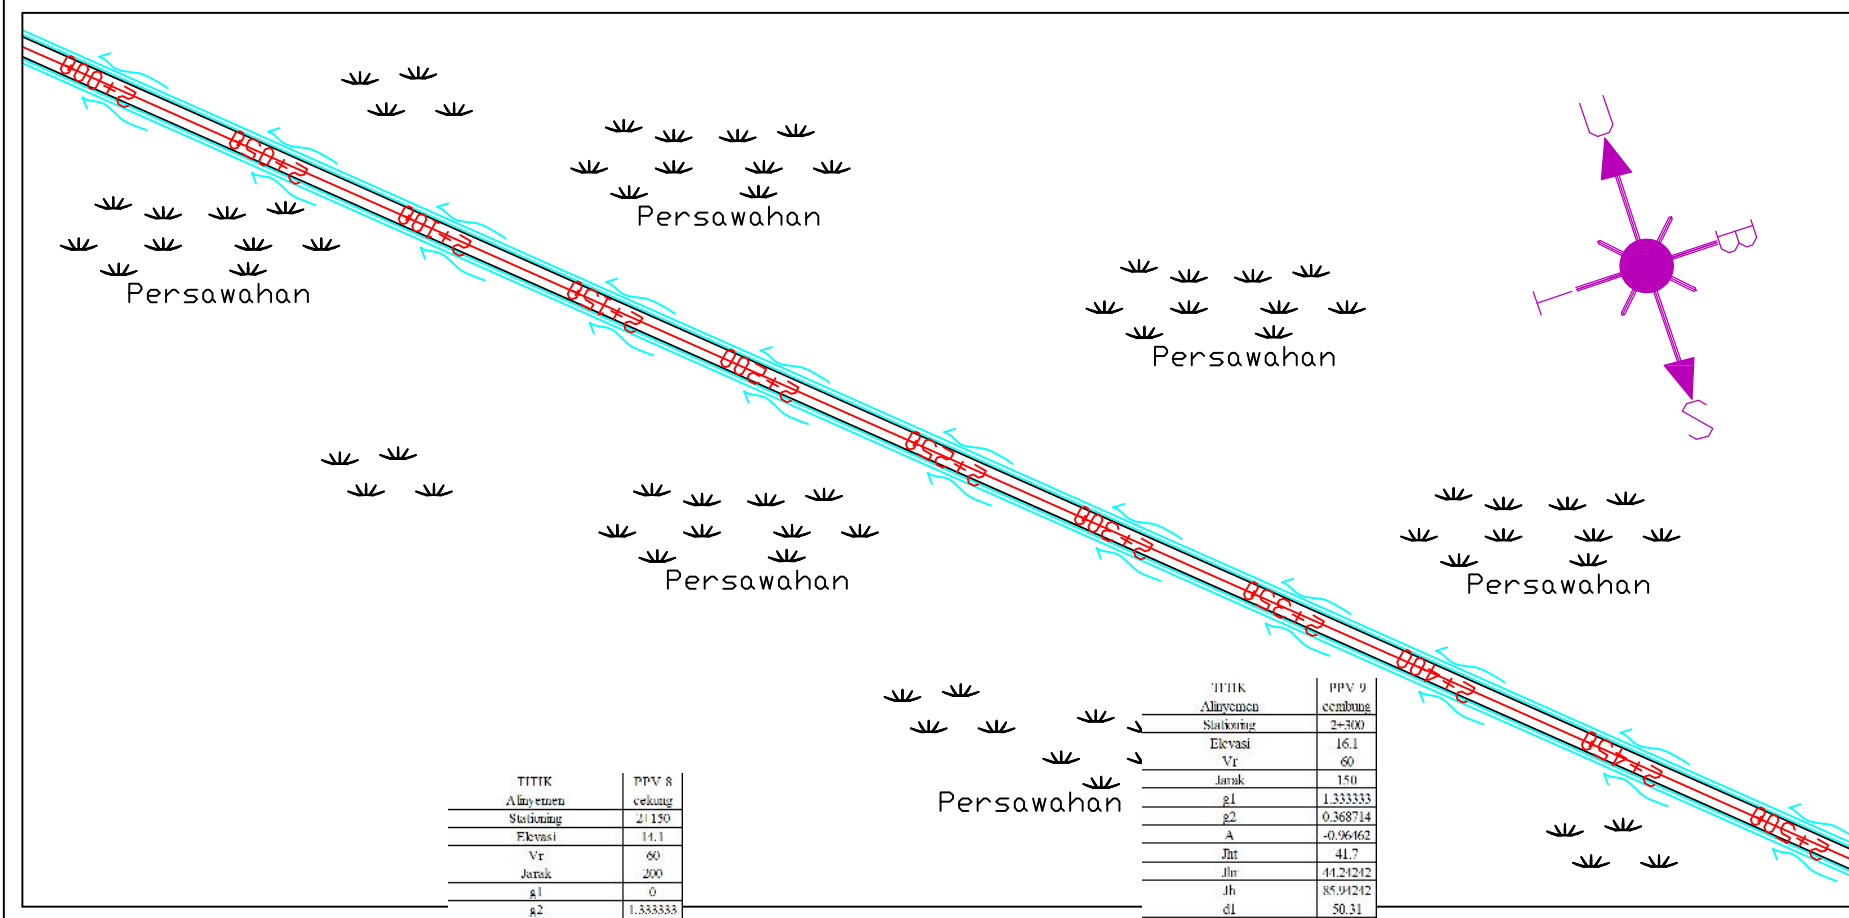 2+000
2+050
2+100
2+150
2+200
2+250
2+300
2+350
2+400
2+450
2+500
U
B
T
S
Persawahan
Persawahan
Persawahan
Persawahan
Persawahan
Persawahan
TITIK PPV 8
Alinyemen cekung
Stationing 2+150
Elevasi 14.1
Vr 60
Jarak 200
g1 0
g2 1.333333
TITIK PPV 9
Alinyemen cembung
Stationing 2+300
Elevasi 16.1
Vr 60
Jarak 150
g1 1.333333
g2 0.368714
A -0.96462
Jht 41.7
Jhr 44.24242
Jh 85.94242
d1 50.31